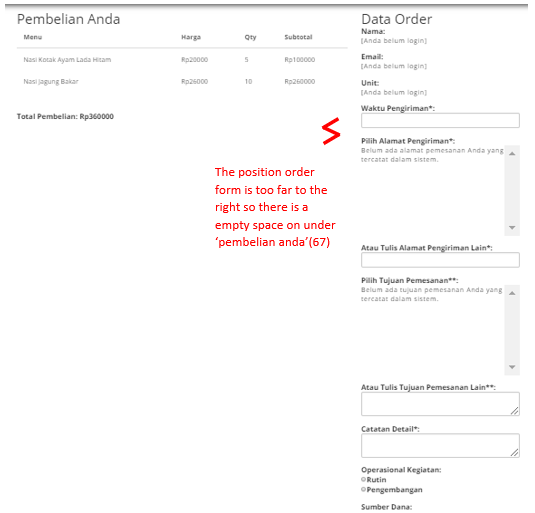 Pembelian Anda
Menu Harga Qty Subtotal
Nasi Kotak Ayam Lada Hitam Rp20000 5 Rp100000
Nasi Jagung Bakar Rp26000 10 Rp260000
Total Pembelian: Rp360000
The position order
form is too far to the
right so there is a
empty space on under
‘pembelian anda’(67)
Data Order
Nama:
[Anda belum login]
Email:
[Anda belum login]
Unit:
[Anda belum login]
Waktu Pengiriman*:
Pilih Alamat Pengiriman*:
Belum ada alamat pemesanan Anda yang
tercatat dalam sistem.
Atau Tulis Alamat Pengiriman Lain*:
Pilih Tujuan Pemesanan**:
Belum ada tujuan pemesanan Anda yang
tercatat dalam sistem.
Atau Tulis Tujuan Pemesanan Lain**:
Catatan Detail*:
Operasional Kegiatan:
Rutin
Pengembangan
Sumber Dana: